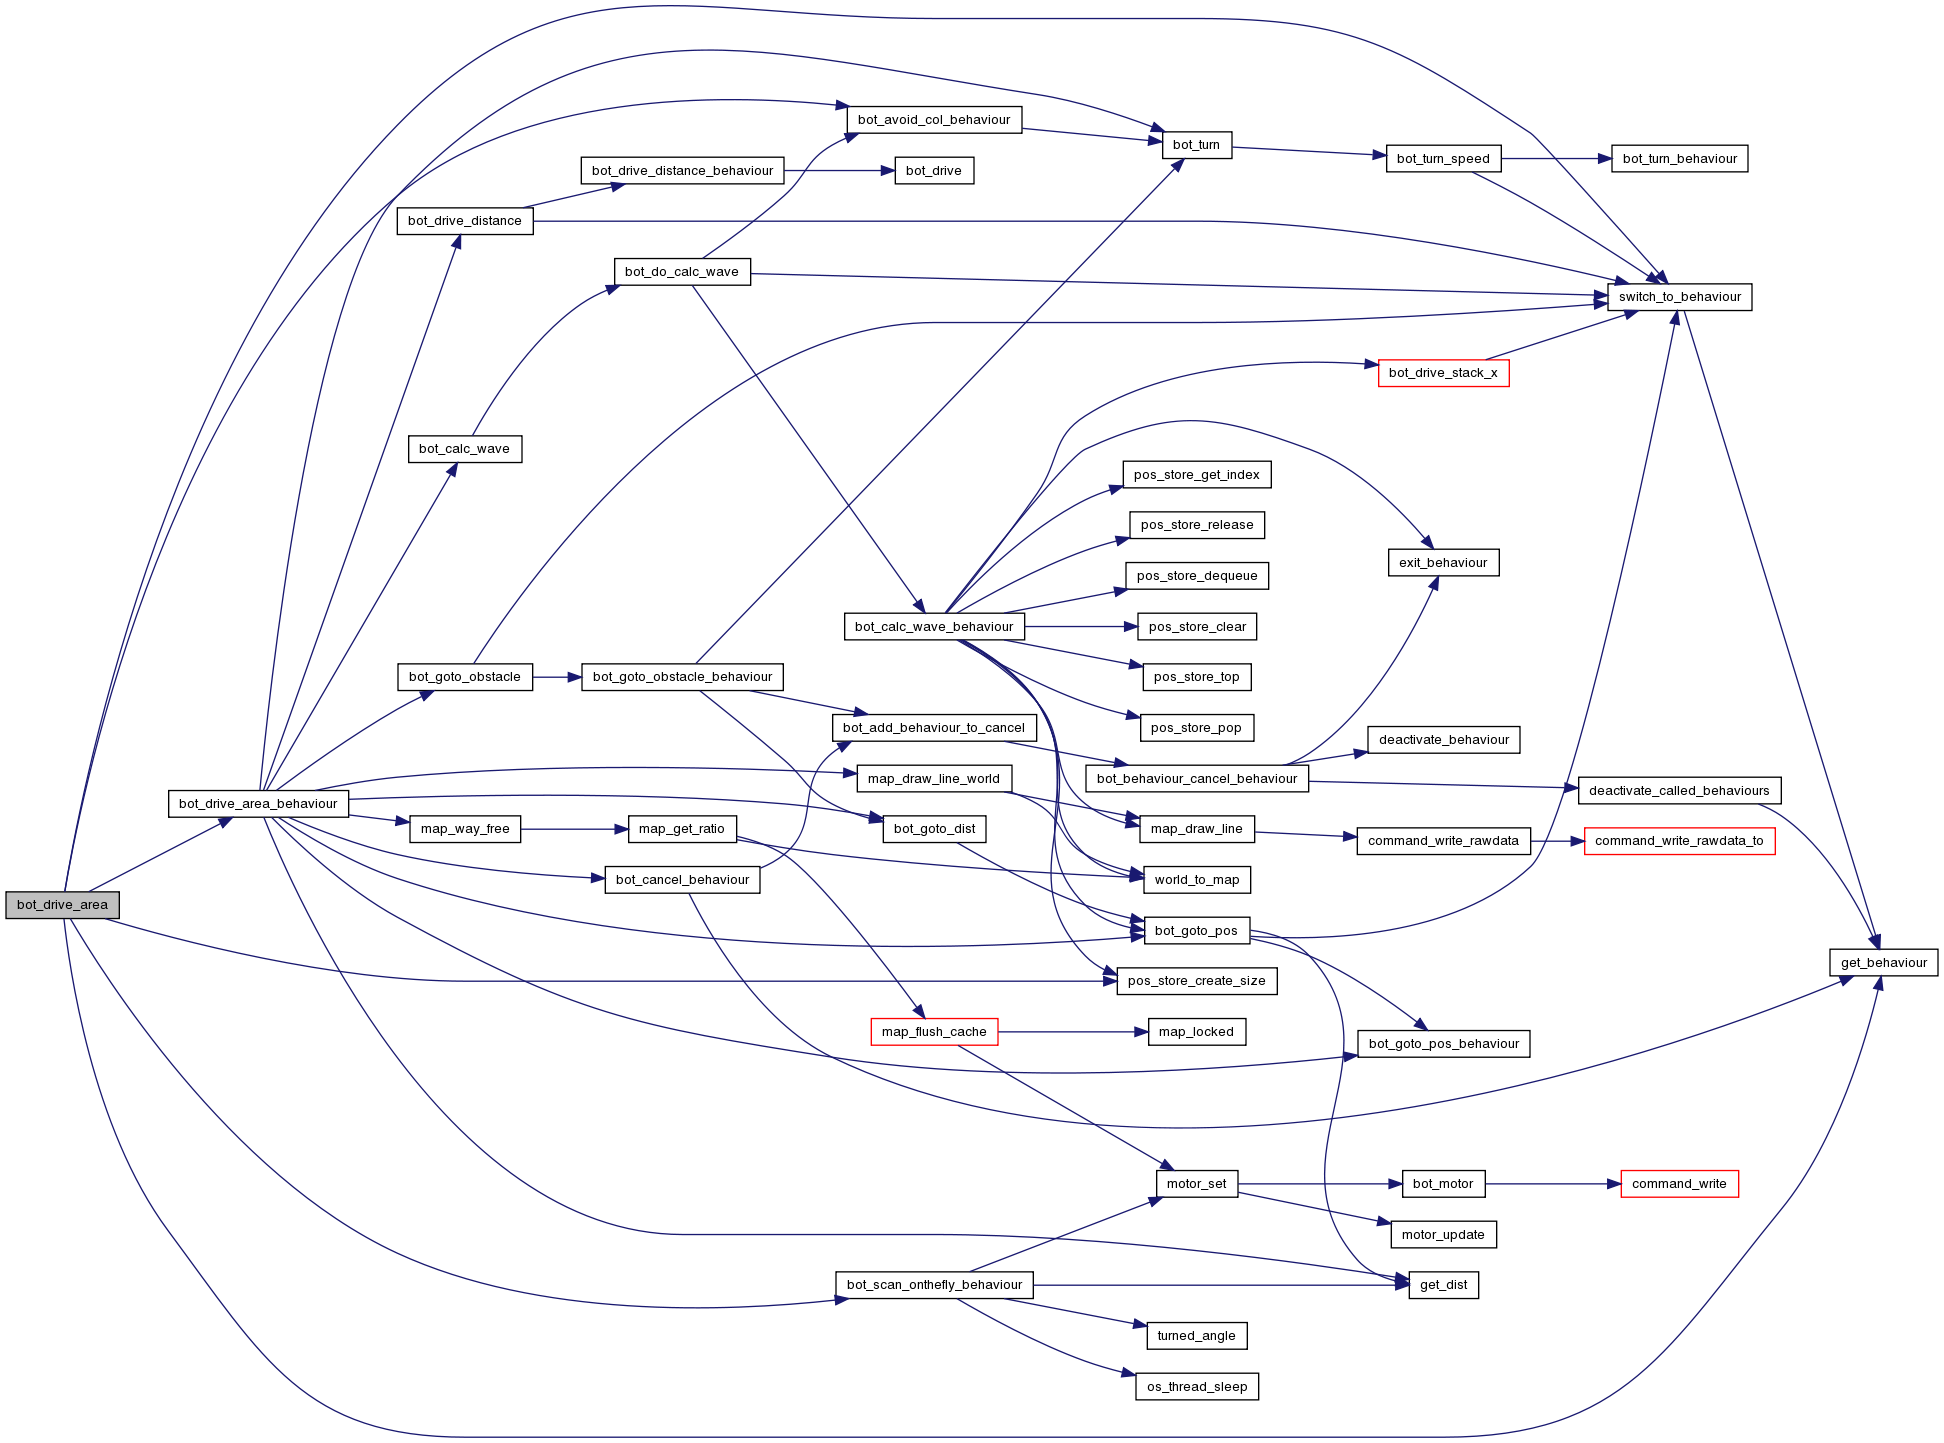 bot_avoid_col_behaviour
bot_turn
bot_turn_speed
bot_turn_behaviour
bot_drive_distance_behaviour
bot_drive
bot_drive_distance
bot_do_calc_wave
switch_to_behaviour
bot_drive_stack_x
bot_calc_wave
pos_store_get_index
pos_store_release
exit_behaviour
pos_store_dequeue
bot_calc_wave_behaviour
pos_store_clear
bot_goto_obstacle
bot_goto_obstacle_behaviour
pos_store_top
bot_add_behaviour_to_cancel
pos_store_pop
deactivate_behaviour
map_draw_line_world
bot_behaviour_cancel_behaviour
deactivate_called_behaviours
bot_drive_area_behaviour
map_way_free
map_get_ratio
bot_goto_dist
map_draw_line
command_write_rawdata
command_write_rawdata_to
bot_cancel_behaviour
world_to_map
bot_drive_area
bot_goto_pos
get_behaviour
pos_store_create_size
map_flush_cache
map_locked
bot_goto_pos_behaviour
motor_set
bot_motor
command_write
motor_update
bot_scan_onthefly_behaviour
get_dist
turned_angle
os_thread_sleep